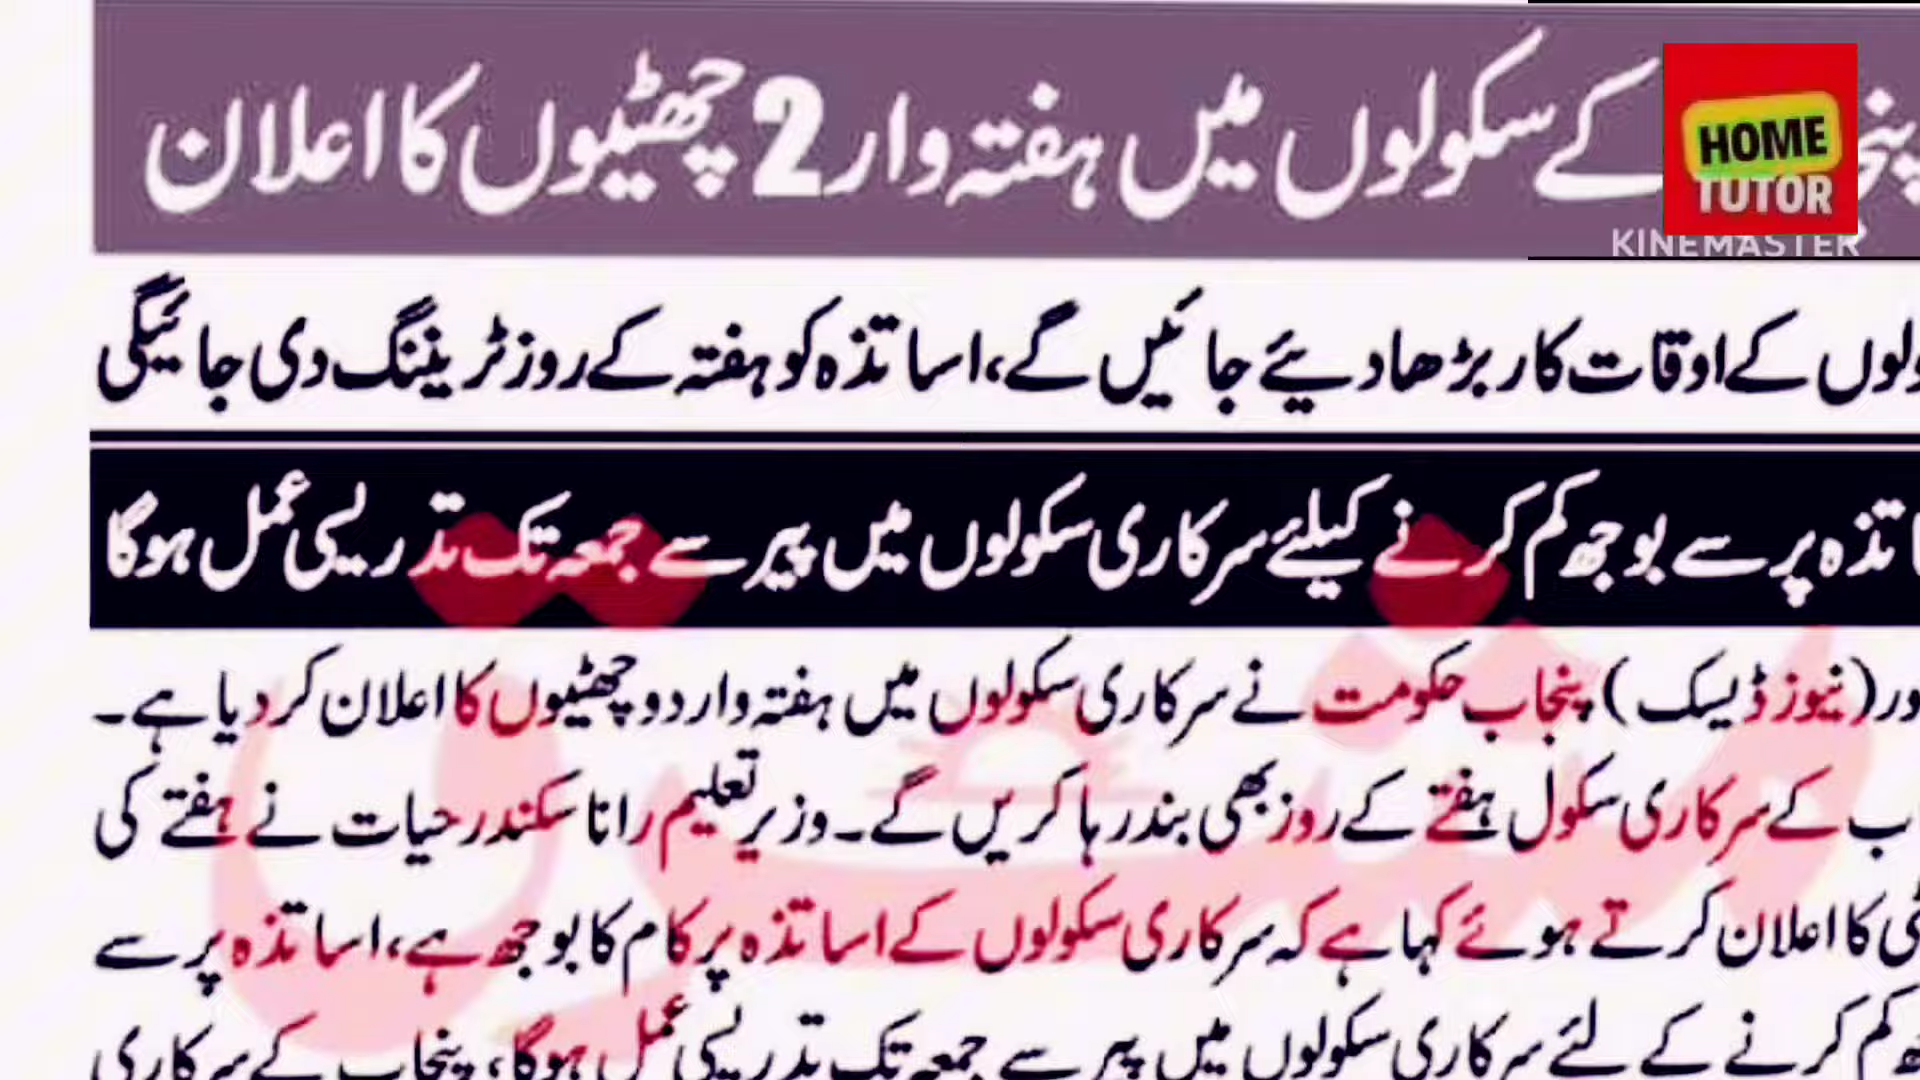 کے سکولوں میں ہفتہ وار 2 چھٹیوں کا اعلان
HOME
TUTOR
KINEMASTER
کے اوقات کار بڑھا دیئے جائیں گے، اساتذہ کو ہفتہ کے روز ٹریننگ دی جائیگی
پر سے بوجھ کم کرنے کیلئے سرکاری سکولوں میں پیر سے جمعہ تک تدریسی عمل ہوگا
(نیوز ڈیسک) پنجاب حکومت نے سرکاری سکولوں میں ہفتہ وار دو چھٹیوں کا اعلان کر دیا ہے۔
کے سرکاری سکول ہفتے کے روز بھی بند رہا کریں گے۔ وزیر تعلیم رانا سکندر حیات نے ہفتے کی
کا اعلان کرتے ہوئے کہا ہے کہ سرکاری سکولوں کے اساتذہ پر کام کا بوجھ ہے، اساتذہ پر سے
کم کرنے کے لئے سرکاری سکولوں میں پیر سے جمعہ تک تدریسی عمل ہوگا، پنجاب کے سرکاری